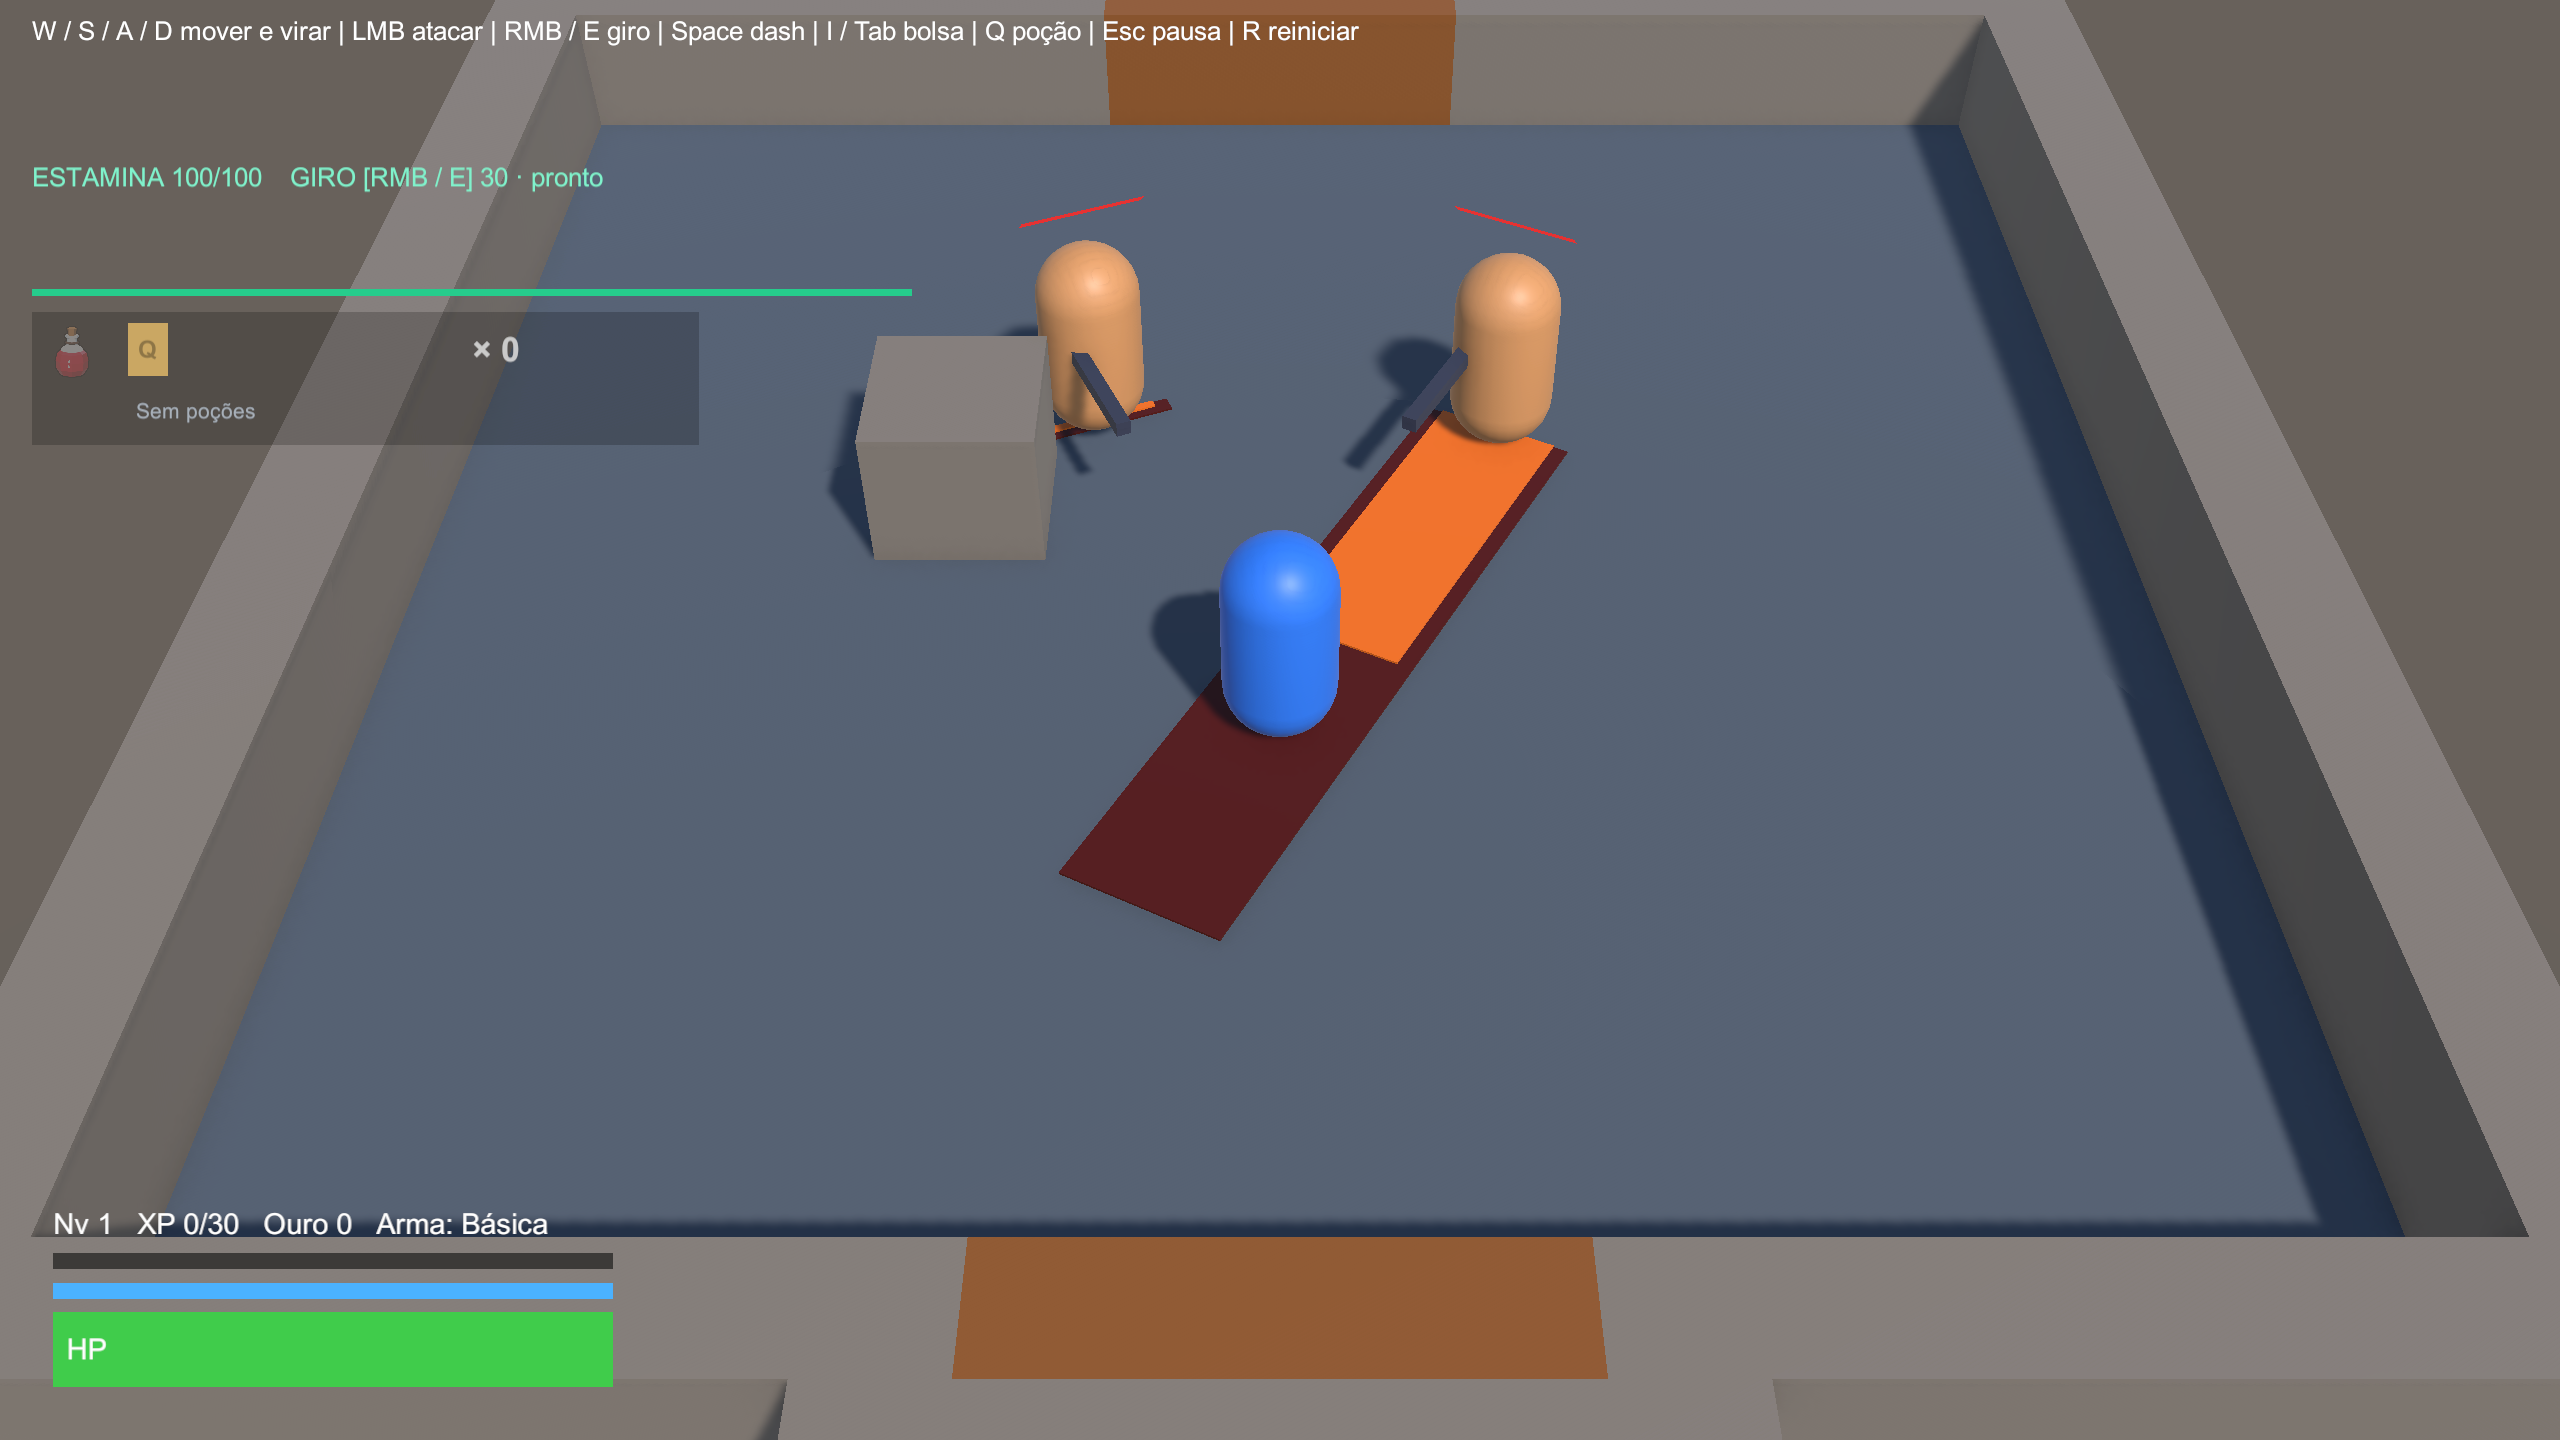 W / S / A / D mover e virar | LMB atacar | RMB / E giro | Space dash | I / Tab bolsa | Q poção | Esc pausa | R reiniciar
ESTAMINA 100/100 GIRO [RMB / E] 30 · pronto
Q × 0
Sem poções
Nv 1 XP 0/30 Ouro 0 Arma: Básica
HP